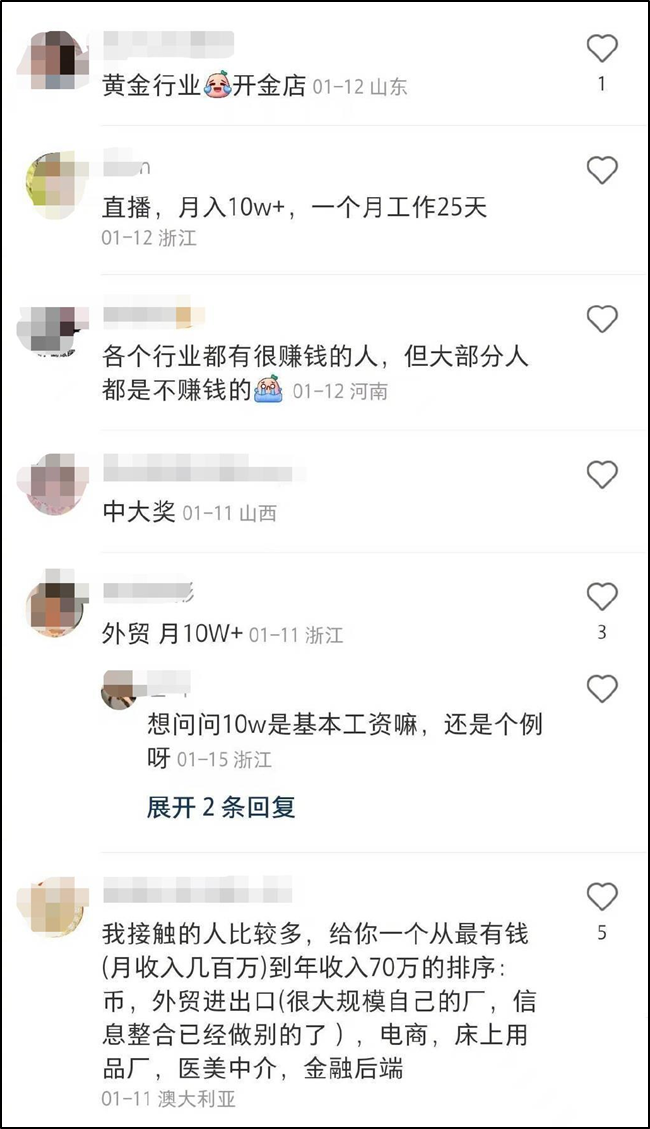 黄金行业开金店 01-12 山东
1
n
直播，月入10w+，一个月工作25天
01-12 浙江
各个行业都有很赚钱的人，但大部分人
都是不赚钱的 01-12 河南
中大奖 01-11 山西
外贸 月10W+ 01-11 浙江
3
想问问10w是基本工资嘛，还是个例
呀 01-15 浙江
展开 2 条回复
我接触的人比较多，给你一个从最有钱
(月收入几百万)到年收入70万的排序：
币，外贸进出口(很大规模自己的厂，信
息整合已经做别的了），电商，床上用
品厂，医美中介，金融后端
01-11 澳大利亚
5